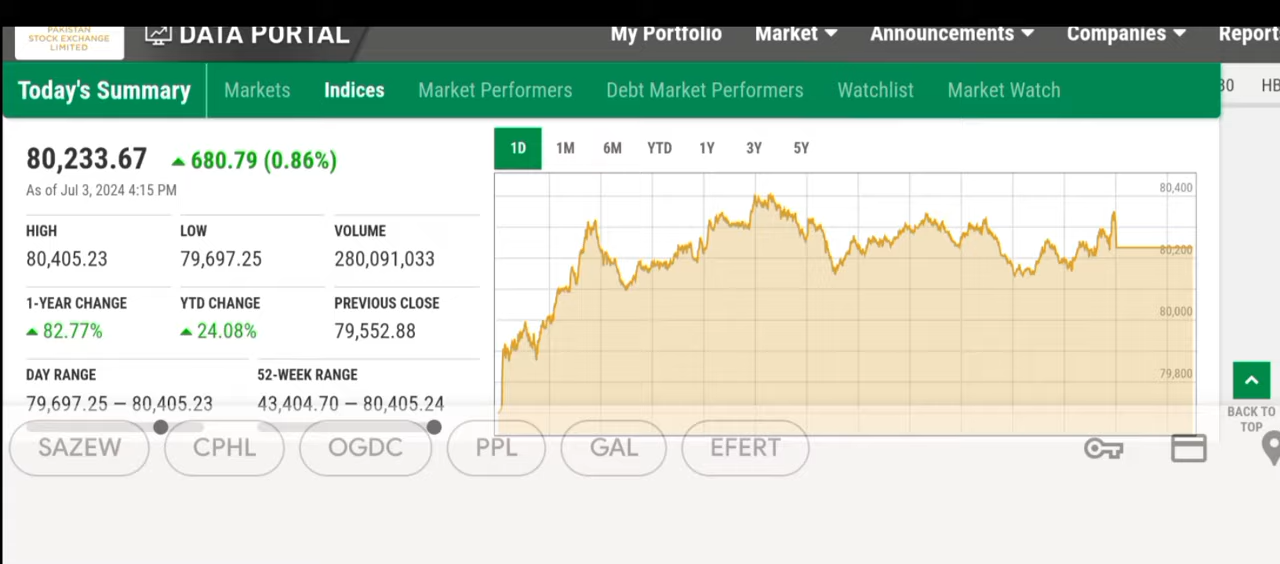 PAKISTAN
STOCK EXCHANGE
LIMITED
DATA PORTAL
My Portfolio Market Announcements Companies Report
Today's Summary Markets Indices Market Performers Debt Market Performers Watchlist Market Watch
30 HB
80,233.67 680.79 (0.86%)
As of Jul 3, 2024 4:15 PM
HIGH LOW VOLUME
80,405.23 79,697.25 280,091,033
1-YEAR CHANGE YTD CHANGE PREVIOUS CLOSE
82.77% 24.08% 79,552.88
DAY RANGE 52-WEEK RANGE
79,697.25 — 80,405.23 43,404.70 — 80,405.24
1D 1M 6M YTD 1Y 3Y 5Y
80,400
80,200
80,000
79,800
BACK TO
TOP
SAZEW CPHL OGDC PPL GAL EFERT